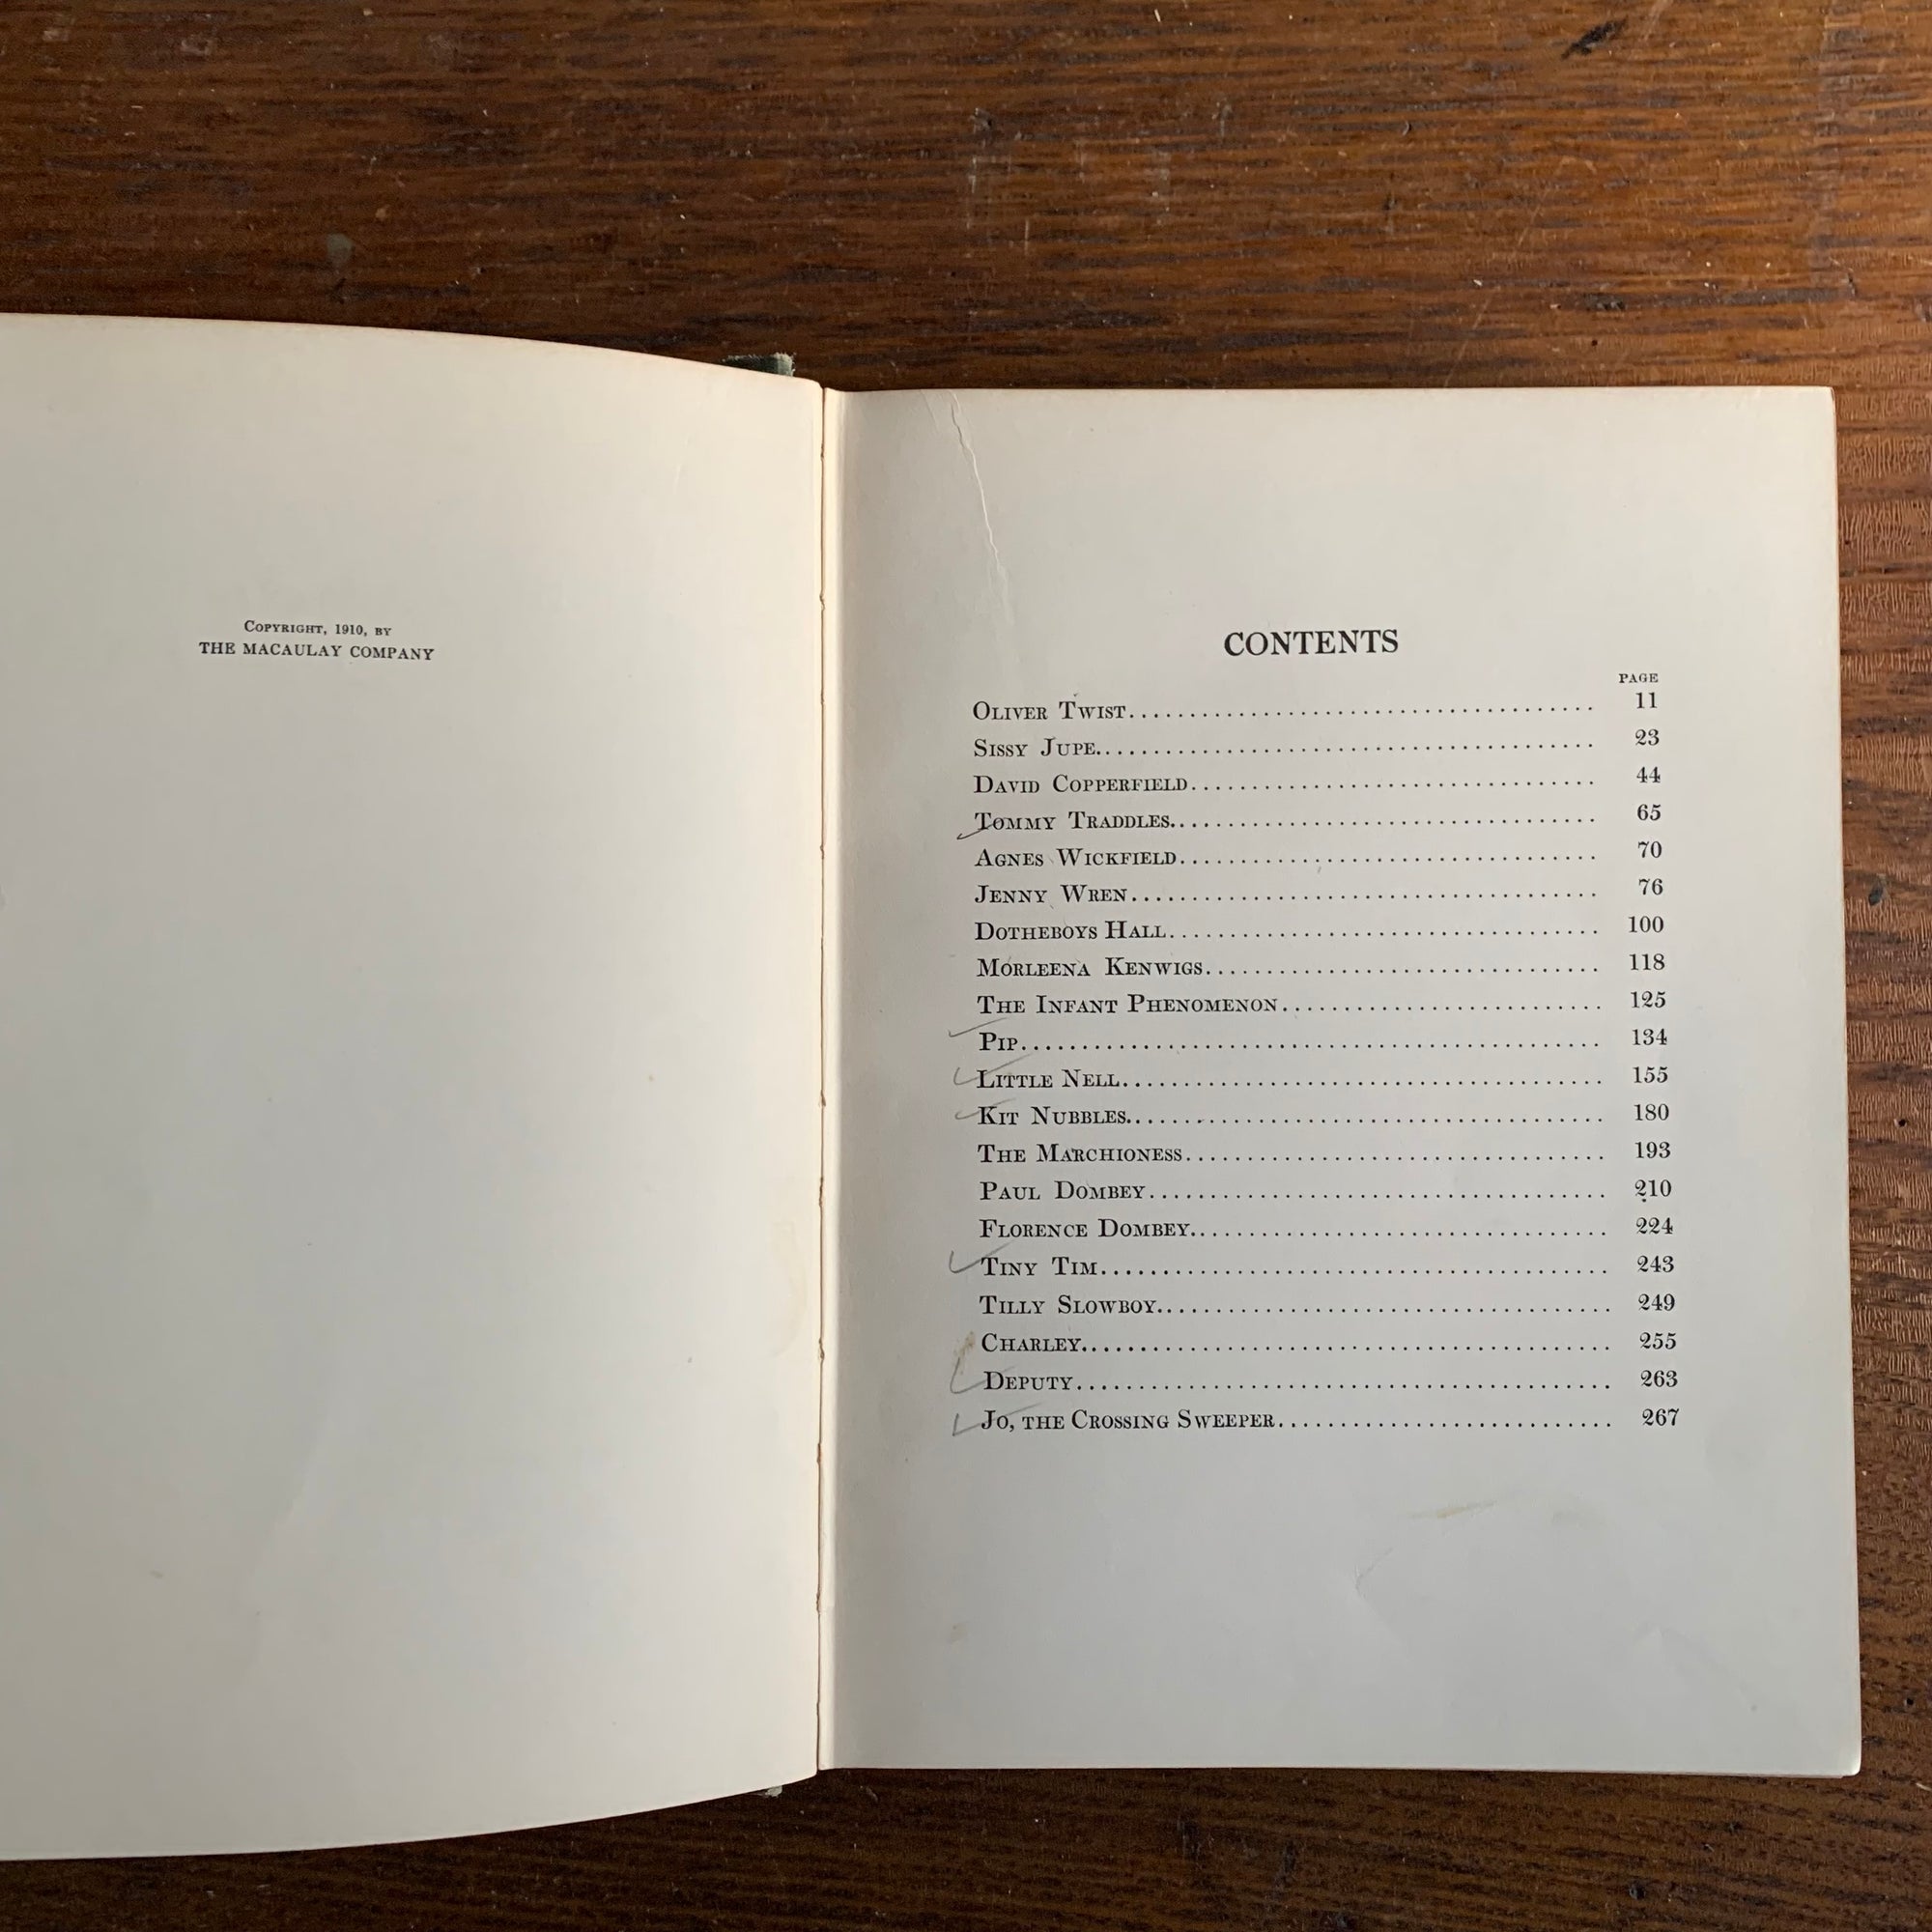 Copyright, 1910, by
THE MACAULAY COMPANY
CONTENTS
PAGE
Oliver Twist........................................ 11
Sissy Jupe.......................................... 23
David Copperfield................................... 44
Tommy Traddles...................................... 65
Agnes Wickfield..................................... 70
Jenny Wren.......................................... 76
Dotheboys Hall...................................... 100
Morleena Kenwigs.................................... 118
The Infant Phenomenon............................... 125
Pip................................................. 134
Little Nell......................................... 155
Kit Nubbles......................................... 180
The Marchioness..................................... 193
Paul Dombey......................................... 210
Florence Dombey..................................... 224
Tiny Tim............................................ 243
Tilly Slowboy....................................... 249
Charley............................................. 255
Deputy.............................................. 263
Jo, the Crossing Sweeper............................ 267